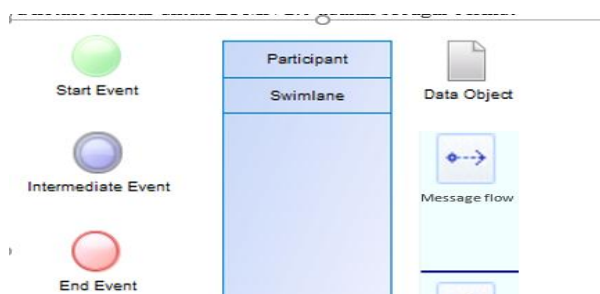 Start Event
Intermediate Event
End Event
Participant
Swimlane
Data Object
Message flow